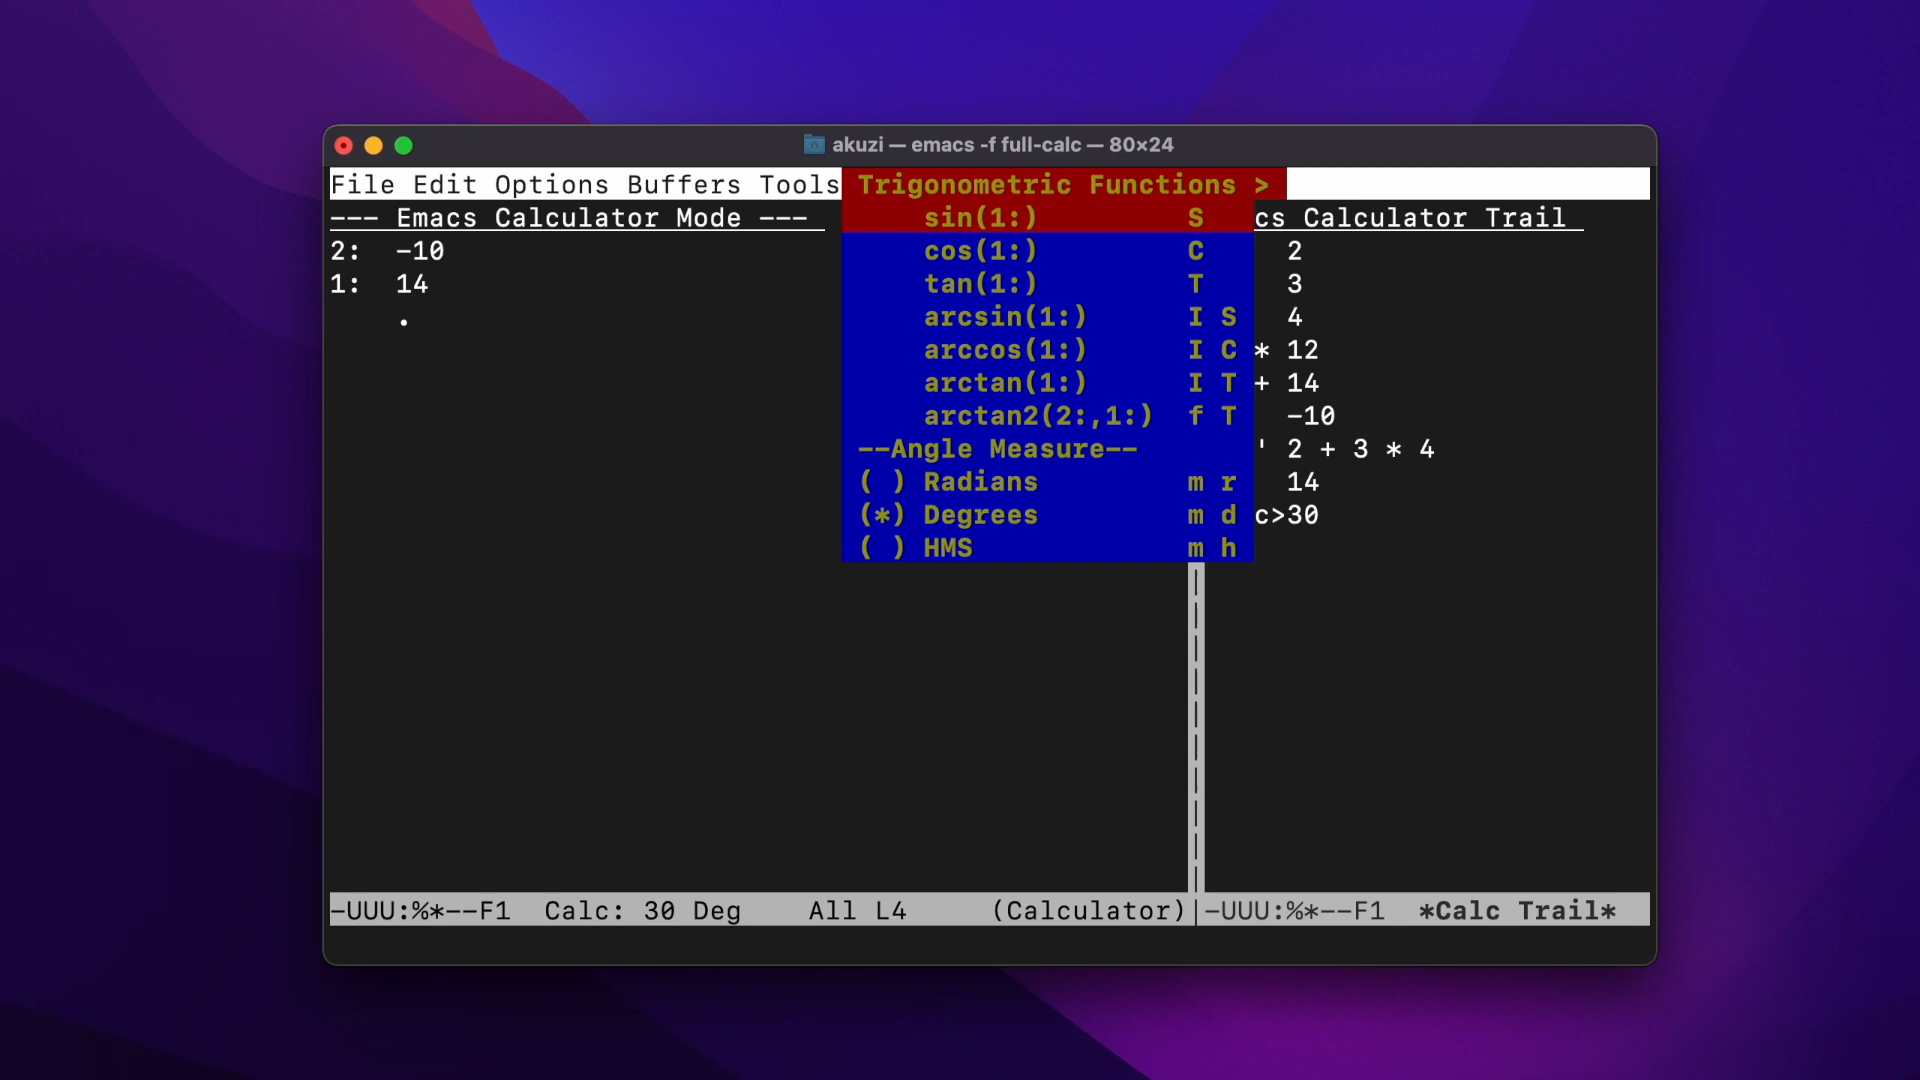 akuzi — emacs -f full-calc — 80×24
File Edit Options Buffers Tools Trigonometric Functions >
--- Emacs Calculator Mode --- sin(1:) S cs Calculator Trail
2: -10 cos(1:) C 2
1: 14 tan(1:) T 3
. arcsin(1:) I S 4
arccos(1:) I C * 12
arctan(1:) I T + 14
arctan2(2:,1:) f T -10
--Angle Measure-- ' 2 + 3 * 4
( ) Radians m r 14
(*) Degrees m d c>30
( ) HMS m h
-UUU:%*--F1 Calc: 30 Deg All L4 (Calculator)|-UUU:%*--F1 *Calc Trail*